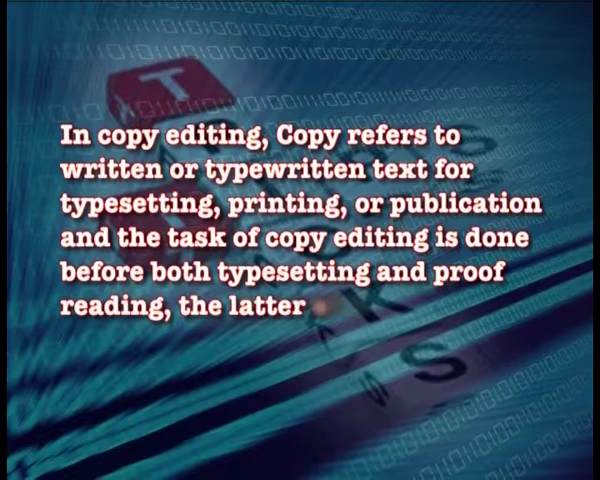 In copy editing, Copy refers to
written or typewritten text for
typesetting, printing, or publication
and the task of copy editing is done
before both typesetting and proof
reading, the latter